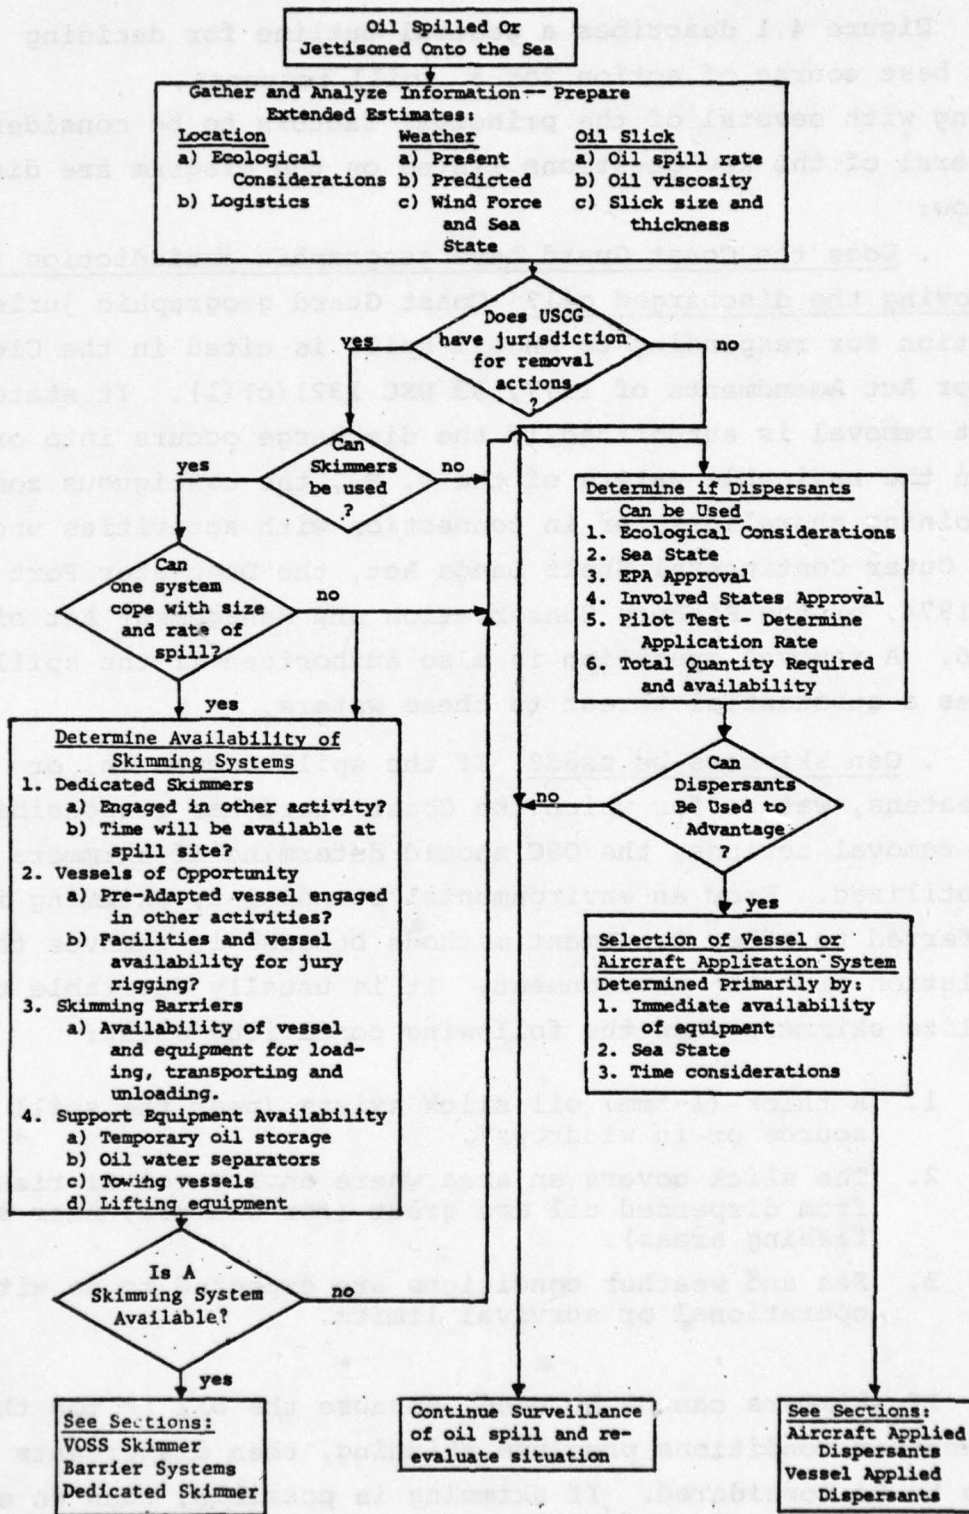 Oil Spilled Or
Jettisoned Onto the Sea
Gather and Analyze Information -- Prepare
Extended Estimates:
Location
a) Ecological
Considerations
b) Logistics
Weather
a) Present
b) Predicted
c) Wind Force
and Sea
State
Oil Slick
a) Oil spill rate
b) Oil viscosity
c) Slick size and
thickness
Does USCG
have jurisdiction
for removal
actions
?
yes
no
Can
Skimmers
be used
?
yes
no
Can
one system
cope with size
and rate of
spill?
no
yes
Determine if Dispersants
Can be Used
1. Ecological Considerations
2. Sea State
3. EPA Approval
4. Involved States Approval
5. Pilot Test - Determine
Application Rate
6. Total Quantity Required
and availability
Determine Availability of
Skimming Systems
1. Dedicated Skimmers
a) Engaged in other activity?
b) Time will be available at
spill site?
2. Vessels of Opportunity
a) Pre-Adapted vessel engaged
in other activities?
b) Facilities and vessel
availability for jury
rigging?
3. Skimming Barriers
a) Availability of vessel
and equipment for load-
ing, transporting and
unloading.
4. Support Equipment Availability
a) Temporary oil storage
b) Oil water separators
c) Towing vessels
d) Lifting equipment
Can
Dispersants
Be Used to
Advantage
?
no
yes
Selection of Vessel or
Aircraft Application System
Determined Primarily by:
1. Immediate availability
of equipment
2. Sea State
3. Time considerations
Is A
Skimming System
Available?
no
yes
See Sections:
VOSS Skimmer
Barrier Systems
Dedicated Skimmer
Continue Surveillance
of oil spill and re-
evaluate situation
See Sections:
Aircraft Applied
Dispersants
Vessel Applied
Dispersants